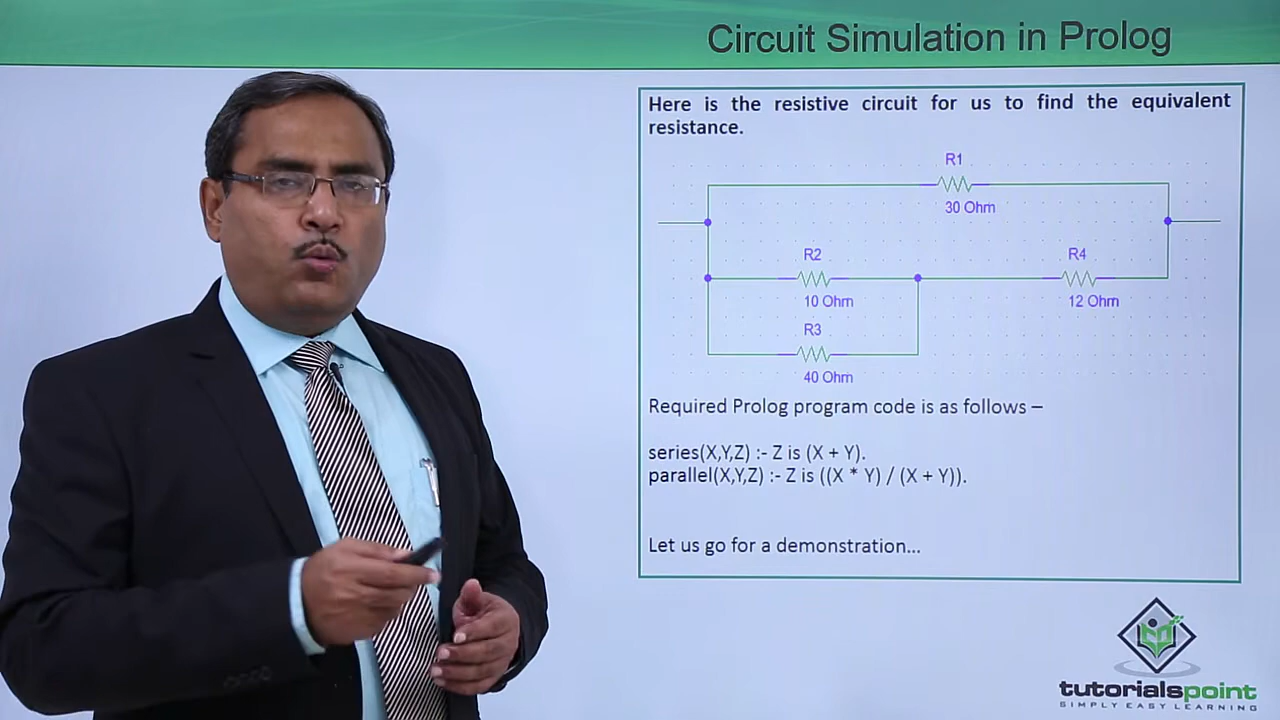 Circuit Simulation in Prolog
Here is the resistive circuit for us to find the equivalent
resistance.
R1
30 Ohm
R2
R4
10 Ohm
12 Ohm
R3
40 Ohm
Required Prolog program code is as follows –
series(X,Y,Z) :- Z is (X + Y).
parallel(X,Y,Z) :- Z is ((X * Y) / (X + Y)).
Let us go for a demonstration...
tutorialspoint
SIMPLY EASY LEARNING